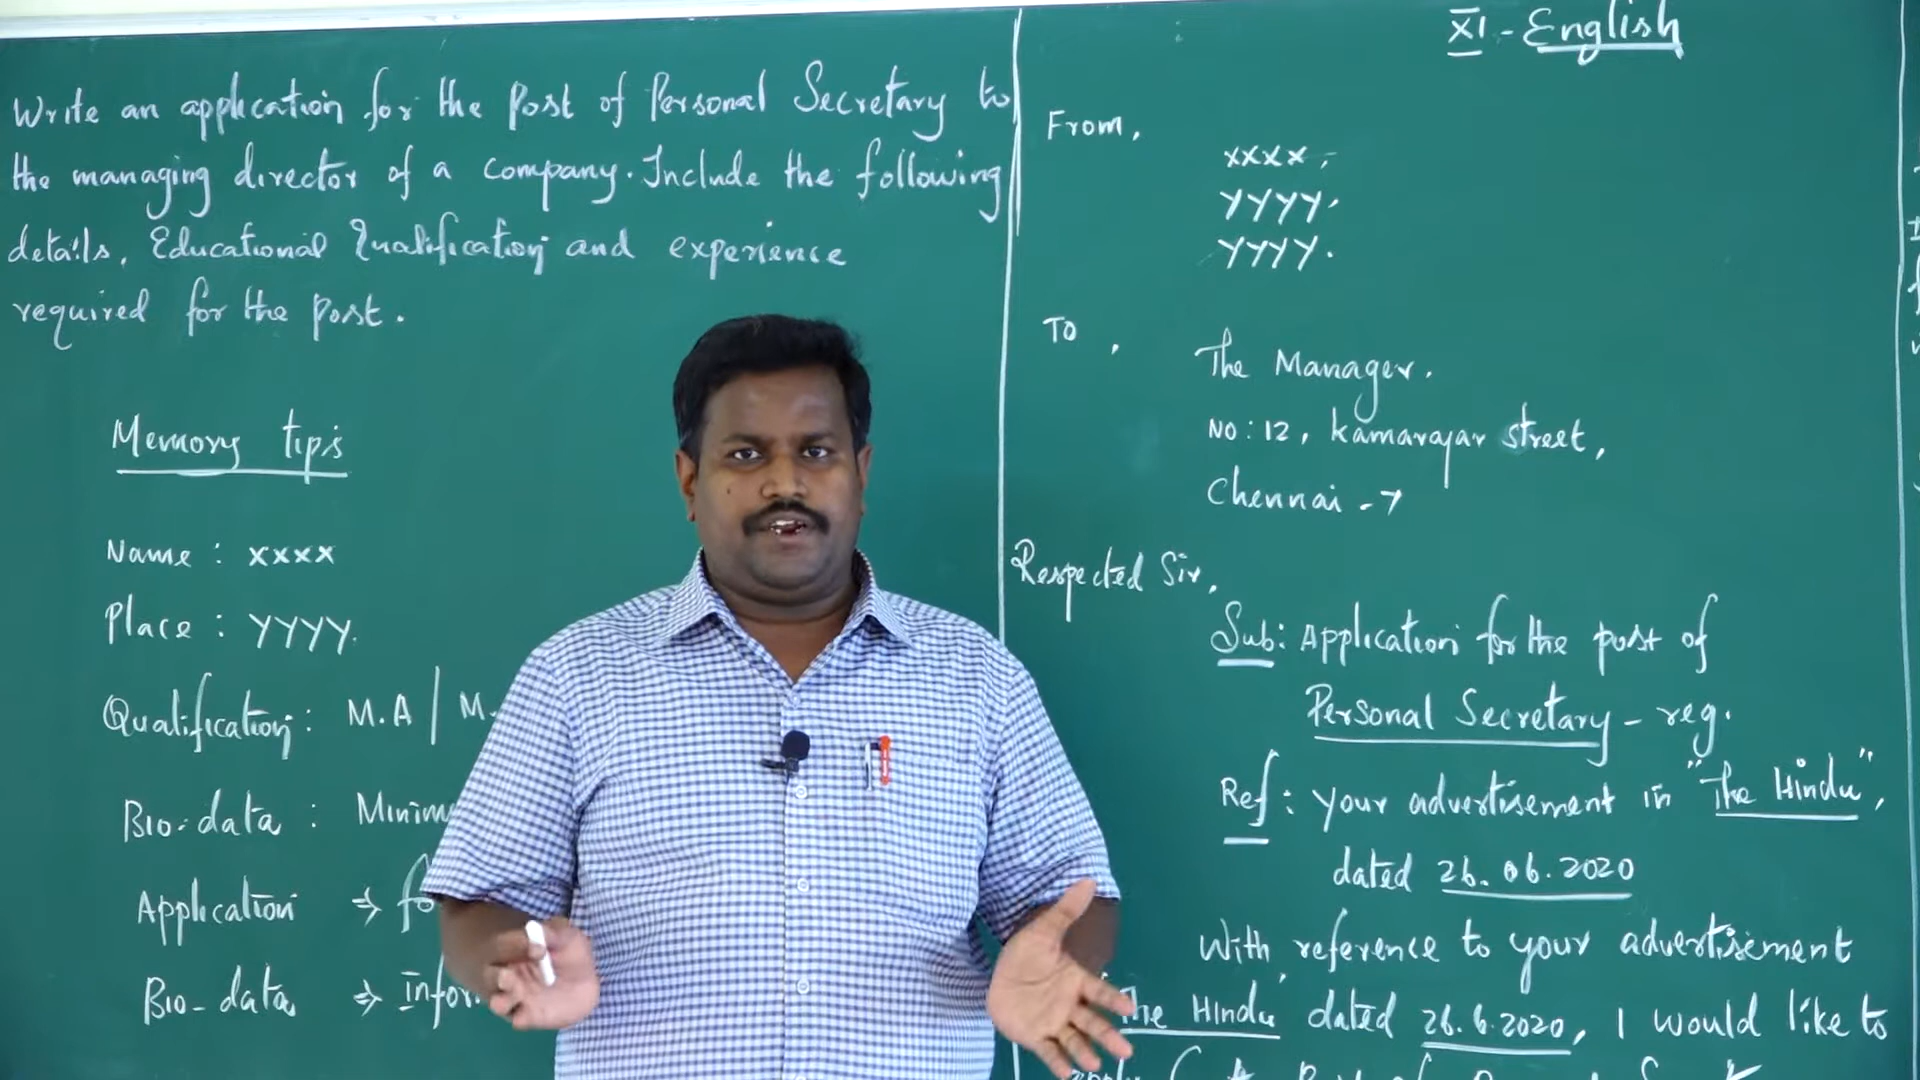 Write an application for the Post of Personal Secretary to
the managing director of a company. Include the following
details, Educational Qualification and experience
required for the post.
Memory tips
Name : xxxx
Place : YYYY.
Qualification : M.A | M.
Bio-data :
Application →
Bio-data →
XI - English
From,
xxxx,
YYYY,
YYYY.
To,
The Manager.
No: 12, Kamarajar street,
Chennai - 7
Respected Sir,
Sub: Application for the post of
Personal Secretary - reg.
Ref: your advertisement in "The Hindu",
dated 26.06.2020
With reference to your advertisement
The Hindu dated 26.6.2020, I would like to